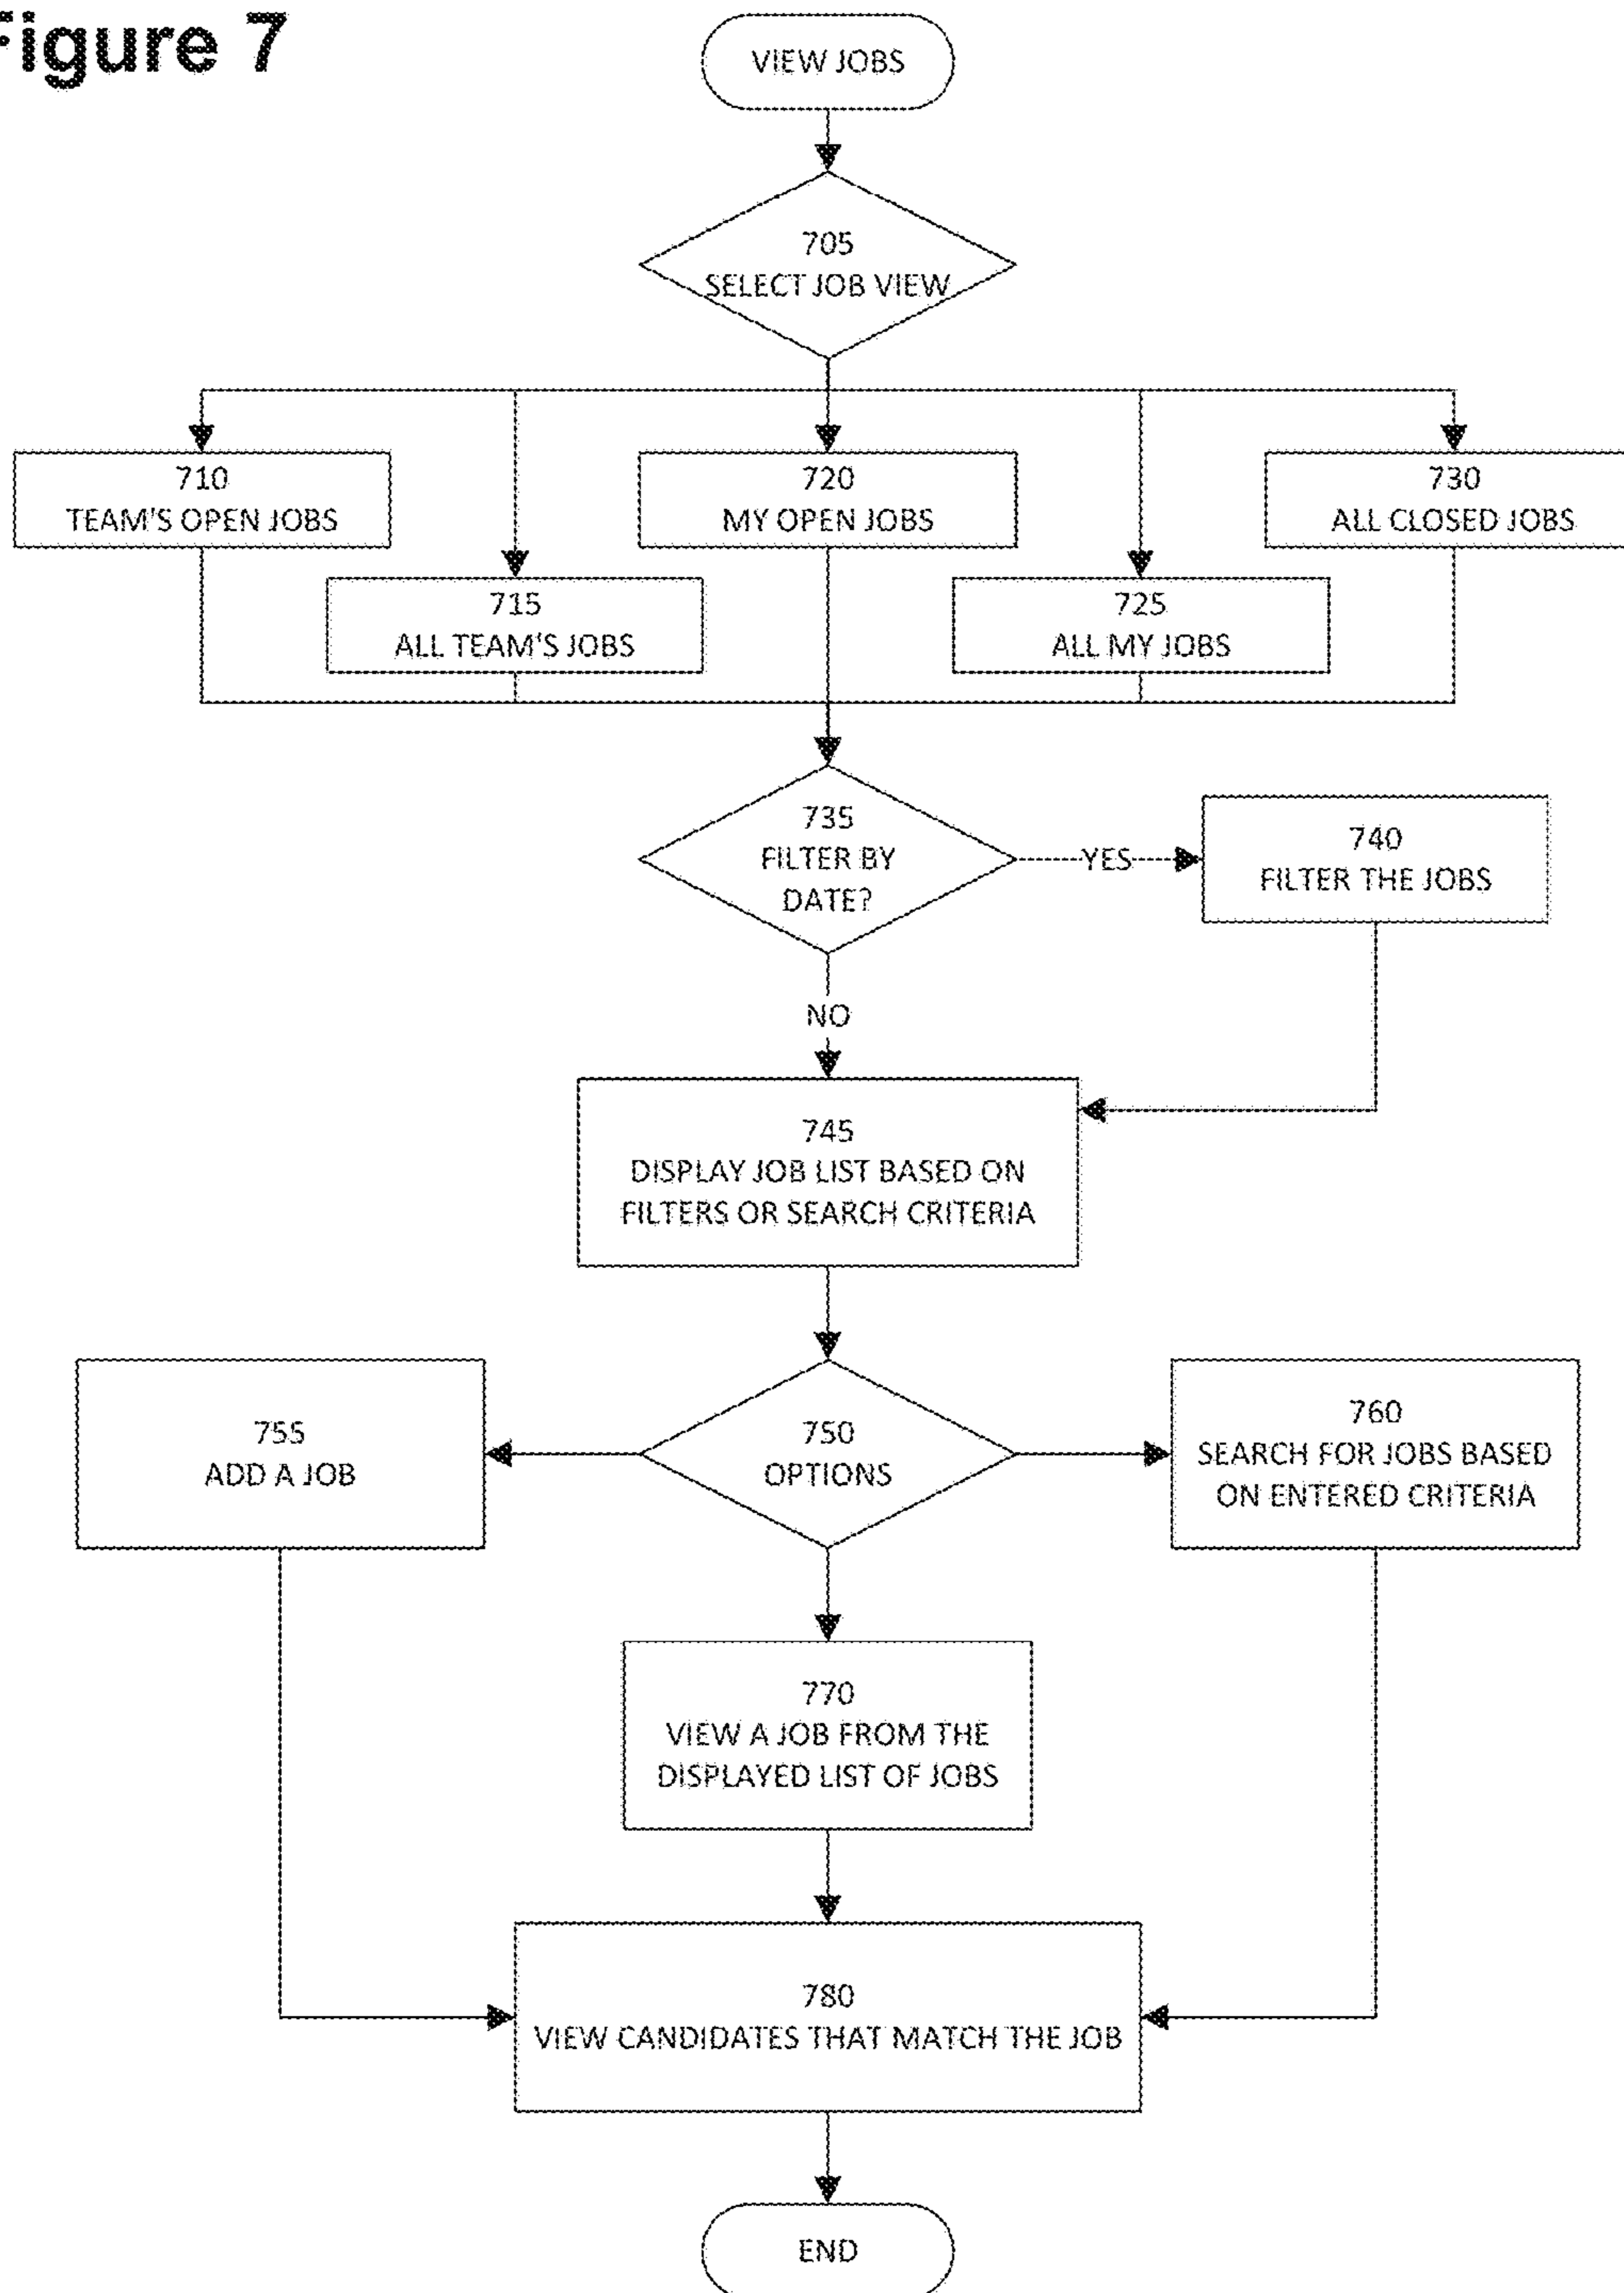 Figure 7
VIEW JOBS
705
SELECT JOB VIEW
710
TEAM'S OPEN JOBS
720
MY OPEN JOBS
730
ALL CLOSED JOBS
715
ALL TEAM'S JOBS
725
ALL MY JOBS
735
FILTER BY
DATE?
YES
740
FILTER THE JOBS
NO
745
DISPLAY JOB LIST BASED ON
FILTERS OR SEARCH CRITERIA
755
ADD A JOB
750
OPTIONS
760
SEARCH FOR JOBS BASED
ON ENTERED CRITERIA
770
VIEW A JOB FROM THE
DISPLAYED LIST OF JOBS
780
VIEW CANDIDATES THAT MATCH THE JOB
END